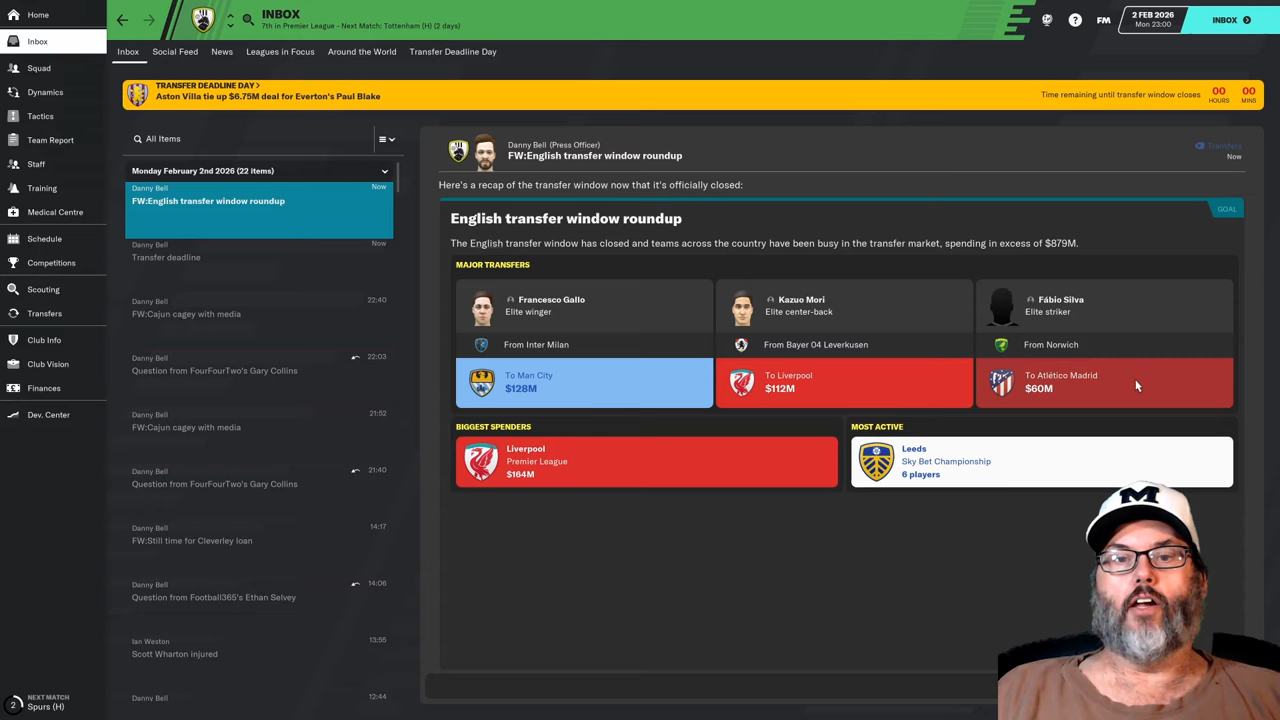 Home
Inbox
Squad
Dynamics
Tactics
Team Report
Staff
Training
Medical Centre
Schedule
Competitions
Scouting
Transfers
Club Info
Club Vision
Finances
Dev. Center
2
NEXT MATCH
Spurs (H)
INBOX
7th in Premier League - Next Match: Tottenham (H) (2 days)
?
FM
2 FEB 2026
Mon 23:00
INBOX
Inbox
Social Feed
News
Leagues in Focus
Around the World
Transfer Deadline Day
TRANSFER DEADLINE DAY >
Aston Villa tie up $6.75M deal for Everton's Paul Blake
Time remaining until transfer window closes
00
HOURS
00
MINS
All Items
Monday February 2nd 2026 (22 items)
Danny Bell
Now
FW:English transfer window roundup
Danny Bell
Now
Transfer deadline
Danny Bell
22:40
FW:Cajun cagey with media
Danny Bell
22:03
Question from FourFourTwo's Gary Collins
Danny Bell
21:52
FW:Cajun cagey with media
Danny Bell
21:40
Question from FourFourTwo's Gary Collins
Danny Bell
14:17
FW:Still time for Cleverley loan
Danny Bell
14:06
Question from Football365's Ethan Selvey
Ian Weston
13:55
Scott Wharton injured
Danny Bell
12:44
Danny Bell (Press Officer)
FW:English transfer window roundup
Transfers
Now
Here's a recap of the transfer window now that it's officially closed:
GOAL
English transfer window roundup
The English transfer window has closed and teams across the country have been busy in the transfer market, spending in excess of $879M.
MAJOR TRANSFERS
Francesco Gallo
Elite winger
From Inter Milan
To Man City
$128M
Kazuo Mori
Elite center-back
From Bayer 04 Leverkusen
To Liverpool
$112M
Fábio Silva
Elite striker
From Norwich
To Atlético Madrid
$60M
BIGGEST SPENDERS
Liverpool
Premier League
$164M
MOST ACTIVE
Leeds
Sky Bet Championship
6 players
M